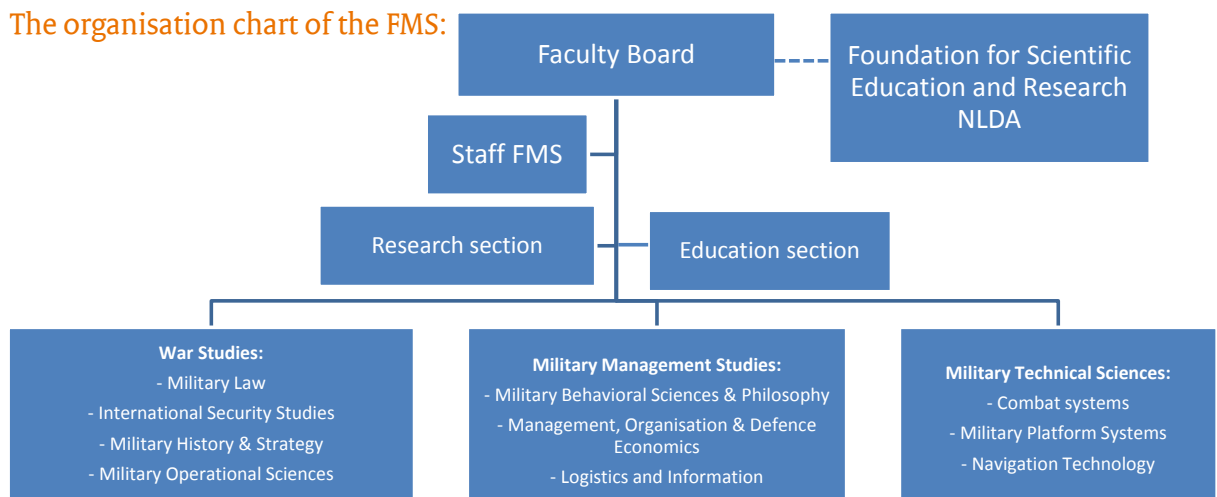 The organisation chart of the FMS:
Faculty Board
Foundation for Scientific
Education and Research
NLDA
Staff FMS
Research section
Education section
War Studies:
- Military Law
- International Security Studies
- Military History & Strategy
- Military Operational Sciences
Military Management Studies:
- Military Behavioral Sciences & Philosophy
- Management, Organisation & Defence
Economics
- Logistics and Information
Military Technical Sciences:
- Combat systems
- Military Platform Systems
- Navigation Technology